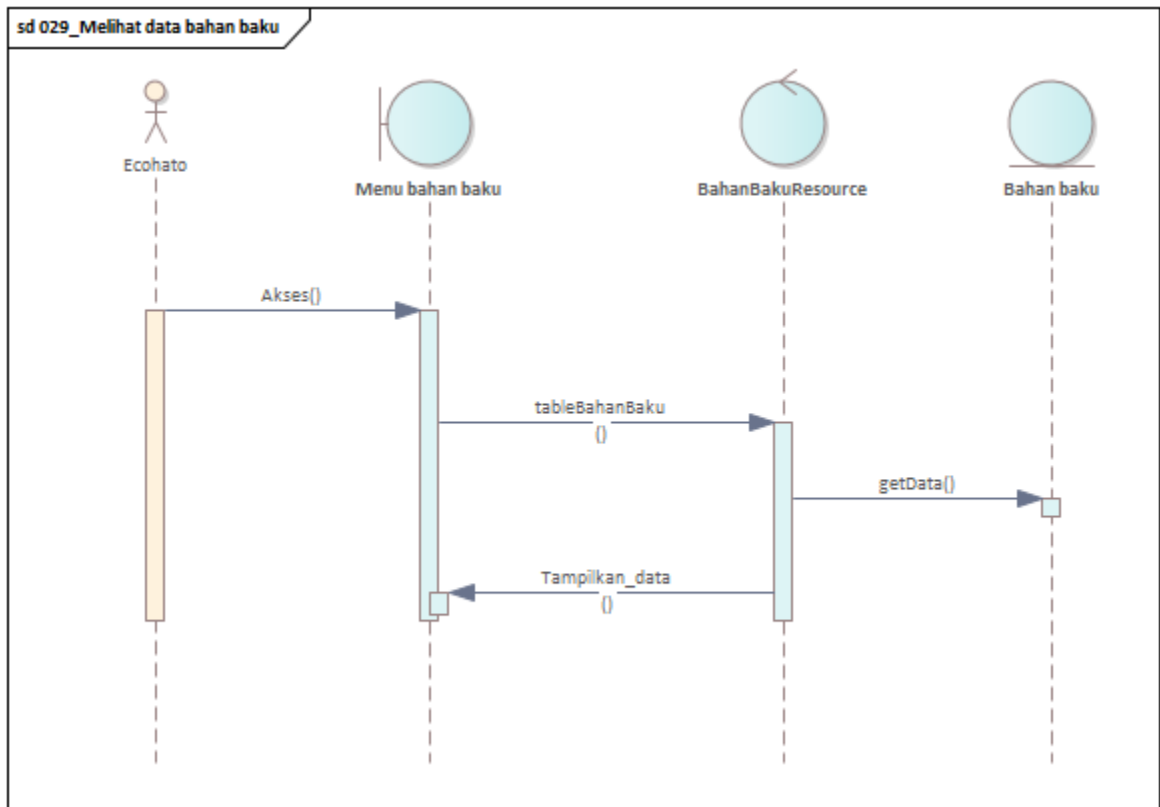 sd 029_Melihat data bahan baku
Ecohato
Menu bahan baku
BahanBakuResource
Bahan baku
Akses()
tableBahanBaku
()
getData()
Tampilkan_data
()